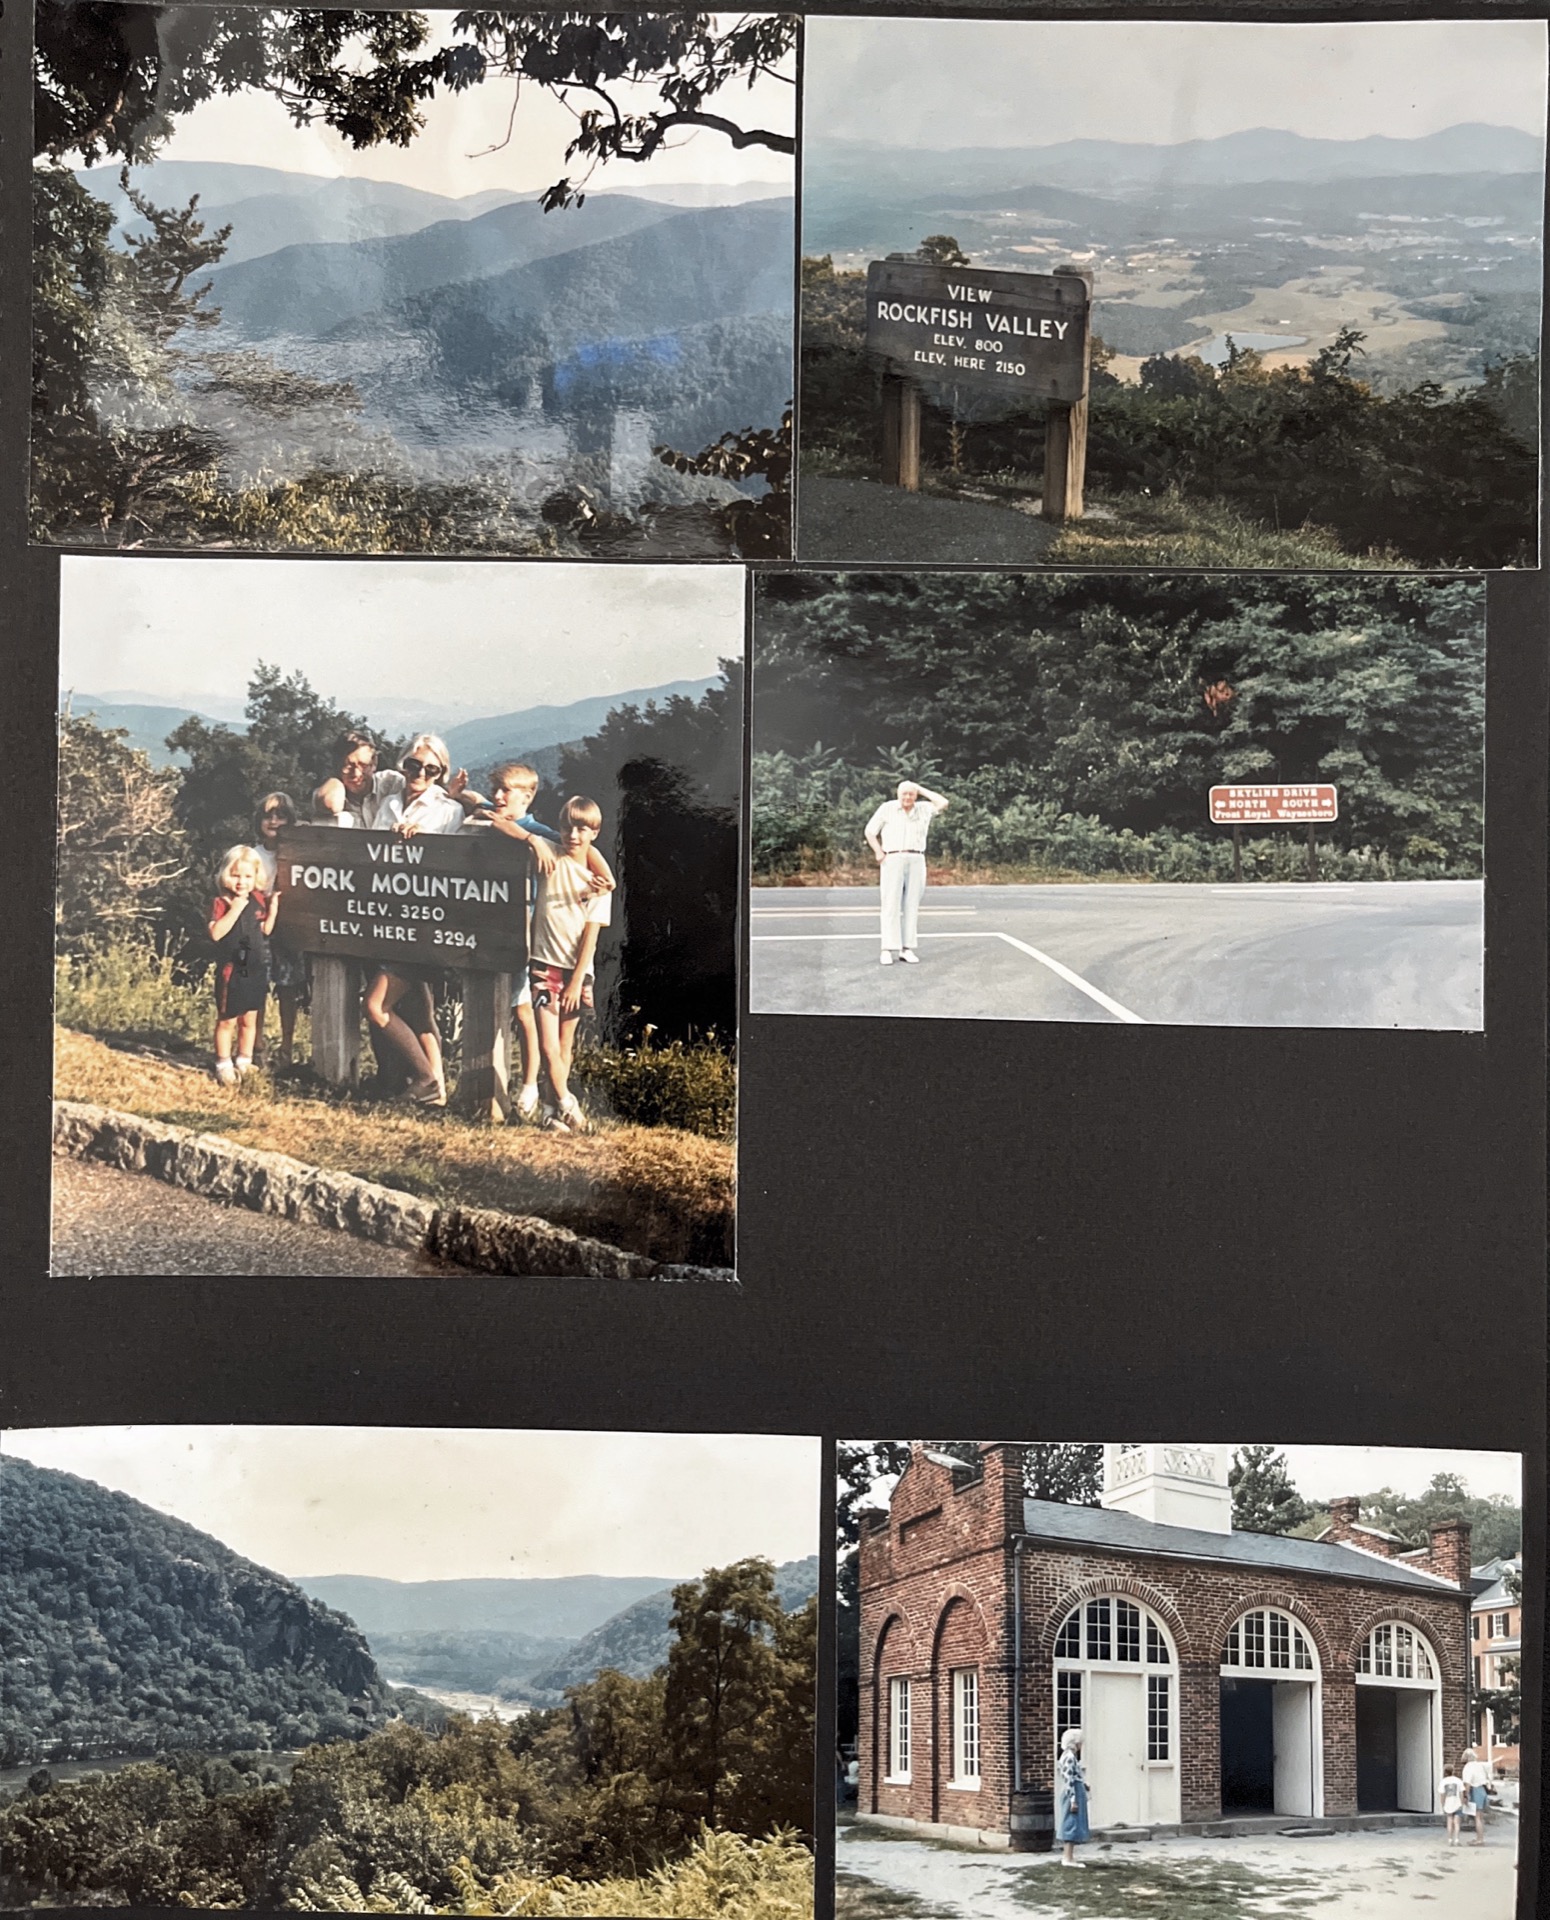 VIEW
ROCKFISH VALLEY
ELEV. 800
ELEV. HERE 2150
VIEW
FORK MOUNTAIN
ELEV. 3250
ELEV. HERE 3294
SKYLINE DRIVE
NORTH SOUTH
Front Royal Waynesboro